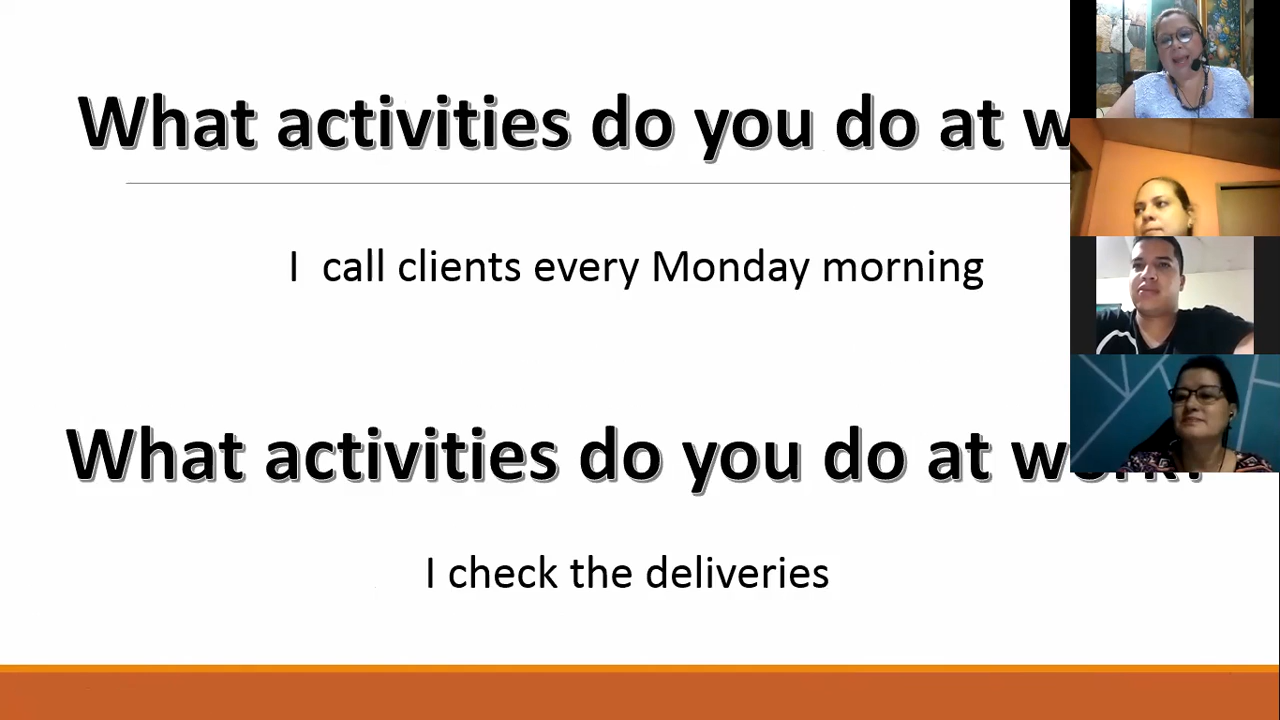 What activities do you do at
I call clients every Monday morning
What activities do you do at work?
I check the deliveries